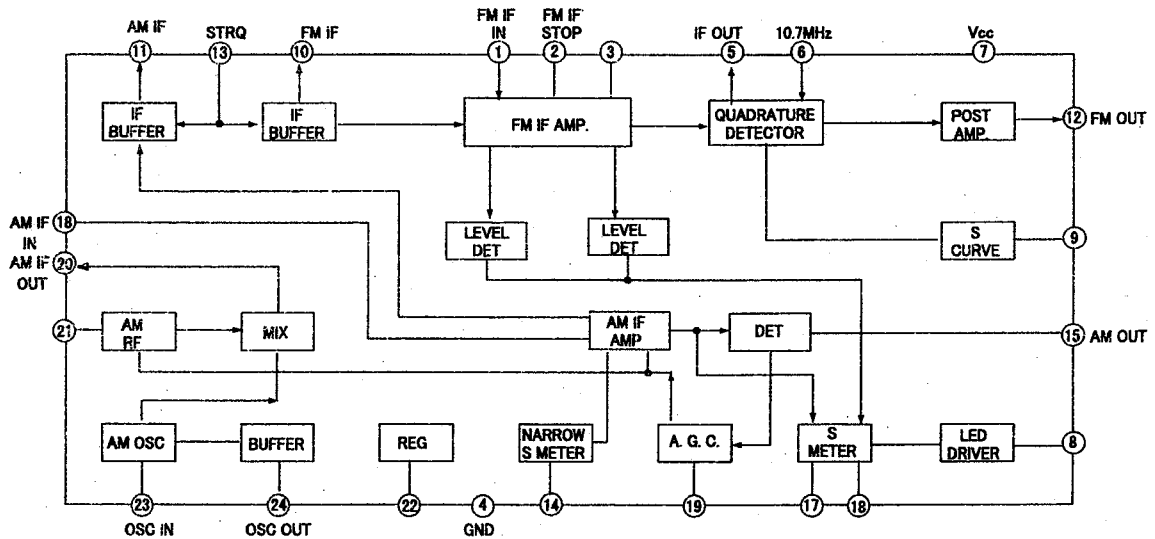 AM IF
STRQ
FM IF
FM IF
IN
FM IF
STOP
IF OUT
10.7MHz
Vcc
11
13
10
1
2
3
5
6
7
IF
BUFFER
IF
BUFFER
FM IF AMP.
QUADRATURE
DETECTOR
POST
AMP.
12
FM OUT
AM IF
IN
18
LEVEL
DET
LEVEL
DET
S
CURVE
9
AM IF
OUT
20
21
AM
RF
MIX
AM IF
AMP
DET
15
AM OUT
AM OSC
BUFFER
REG
NARROW
S METER
A. G. C.
S
METER
LED
DRIVER
8
23
24
22
4
14
19
17
18
OSC IN
OSC OUT
GND